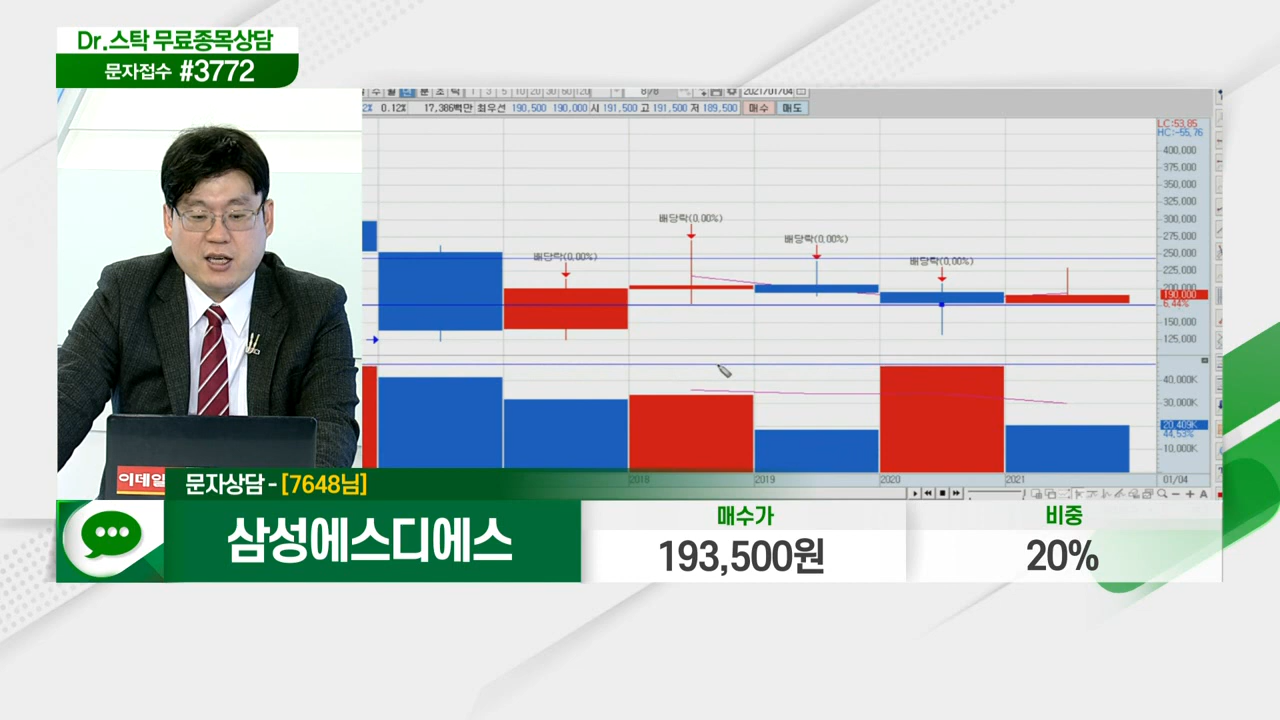 Dr.스탁 무료종목상담
문자접수 #3772
2021/01/04
0.12% 17,386백만 최우선 190,500 190,000 시 191,500 고 191,500 저 189,500 매수 매도
LC:53,85
HC:-55,76
400,000
375,000
350,000
325,000
300,000
275,000
250,000
225,000
200,000
190,000
6,44%
150,000
125,000
배당락(0,00%)
배당락(0,00%)
배당락(0,00%)
배당락(0,00%)
40,000K
30,000K
20,409K
44,53%
10,000K
2018 2019 2020 2021 01/04
이데일
문자상담 - [7648님]
삼성에스디에스
매수가
193,500원
비중
20%